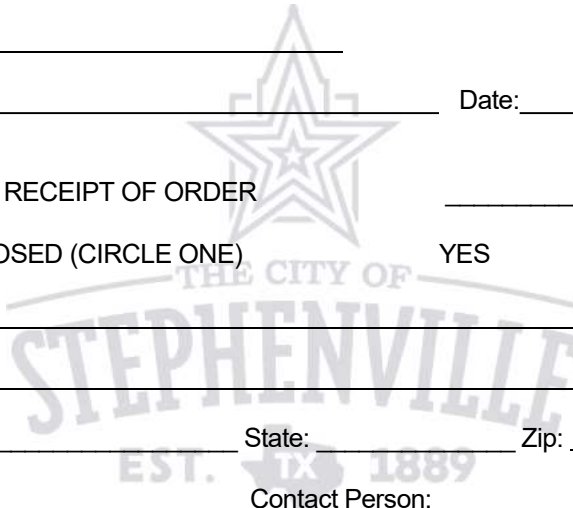 Date:
RECEIPT OF ORDER
OSED (CIRCLE ONE) YES
THE CITY OF
STEPHENVILLE
State: Zip:
EST. TX 1889
Contact Person: